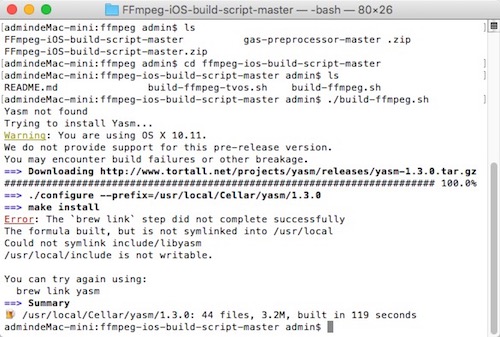 FFmpeg-iOS-build-script-master — -bash — 80×26
[admindeMac-mini:ffmpeg admin$ ls
FFmpeg-iOS-build-script-master gas-preprocessor-master .zip
FFmpeg-iOS-build-script-master.zip
[admindeMac-mini:ffmpeg admin$ cd ffmpeg-ios-build-script-master
[admindeMac-mini:ffmpeg-ios-build-script-master admin$ ls
README.md build-ffmpeg-tvos.sh build-ffmpeg.sh
[admindeMac-mini:ffmpeg-ios-build-script-master admin$ ./build-ffmpeg.sh
Yasm not found
Trying to install Yasm...
Warning: You are using OS X 10.11.
We do not provide support for this pre-release version.
You may encounter build failures or other breakage.
==> Downloading http://www.tortall.net/projects/yasm/releases/yasm-1.3.0.tar.gz
######################################################################## 100.0%
==> ./configure --prefix=/usr/local/Cellar/yasm/1.3.0
==> make install
Error: The `brew link` step did not complete successfully
The formula built, but is not symlinked into /usr/local
Could not symlink include/libyasm
/usr/local/include is not writable.
You can try again using:
brew link yasm
==> Summary
🍺 /usr/local/Cellar/yasm/1.3.0: 44 files, 3.2M, built in 119 seconds
admindeMac-mini:ffmpeg-ios-build-script-master admin$